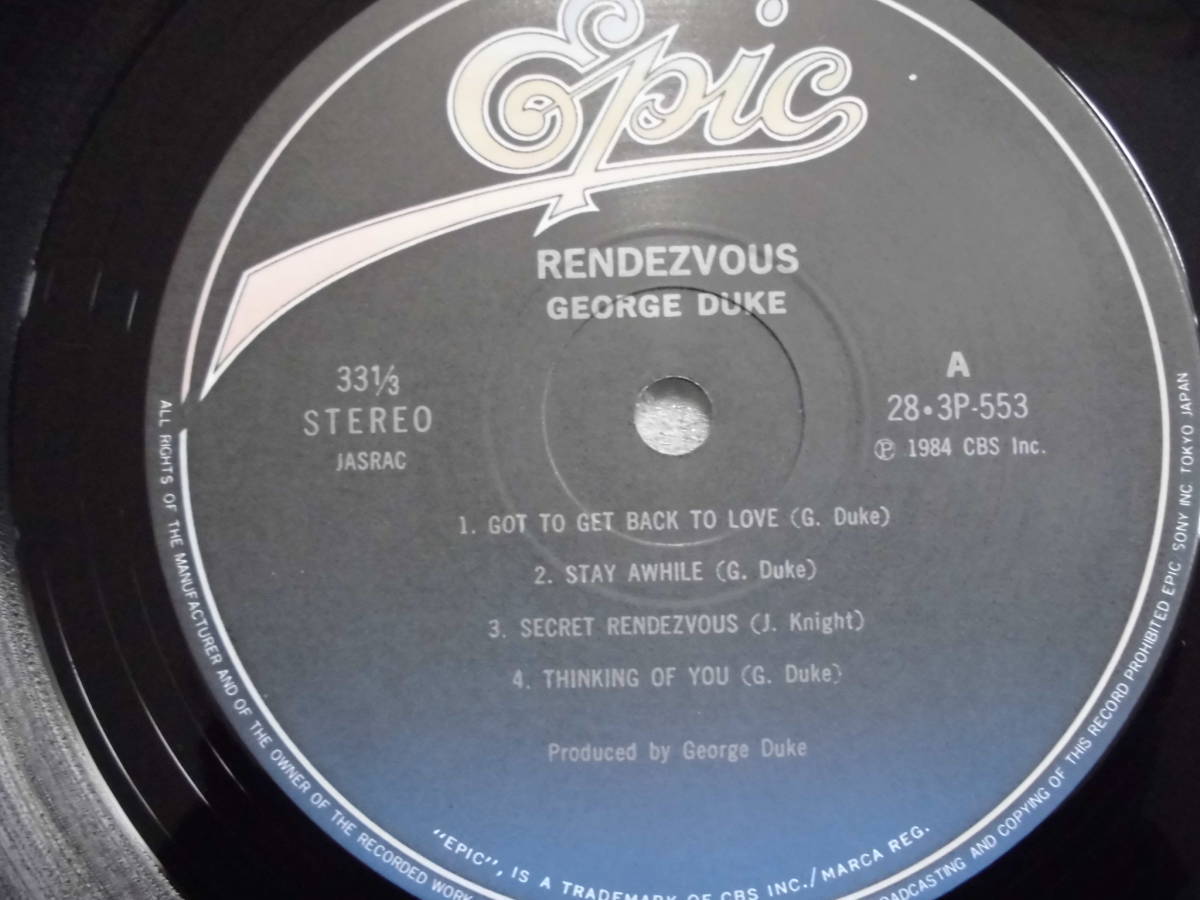 Epic
RENDEZVOUS
GEORGE DUKE
33⅓
STEREO
JASRAC
A
28•3P-553
℗ 1984 CBS Inc.
1. GOT TO GET BACK TO LOVE (G. Duke)
2. STAY AWHILE (G. Duke)
3. SECRET RENDEZVOUS (J. Knight)
4. THINKING OF YOU (G. Duke)
Produced by George Duke
"EPIC", IS A TRADEMARK OF CBS INC./MARCA REG.
ALL RIGHTS OF THE MANUFACTURER AND OF THE OWNER OF THE RECORDED WORK
BROADCASTING AND COPYING OF THIS RECORD PROHIBITED EPIC SONY INC TOKYO JAPAN